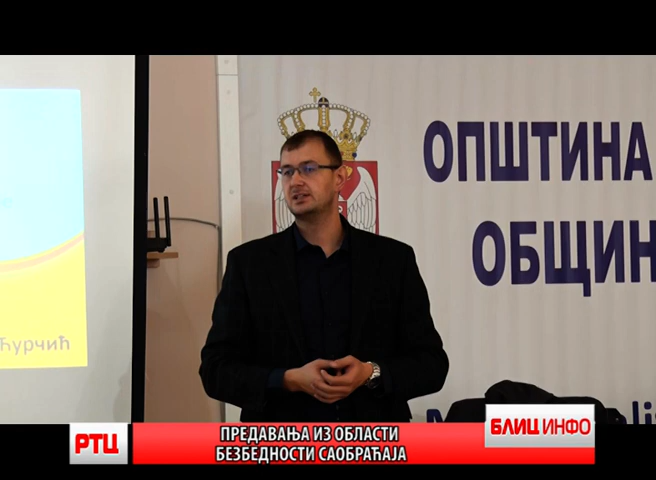 ОПШТИНА
ОБЩИН
Ђурчић
РТЦ
ПРЕДАВАЊА ИЗ ОБЛАСТИ
БЕЗБЕДНОСТИ САОБРАЋАЈА
БЛИЦ ИНФО